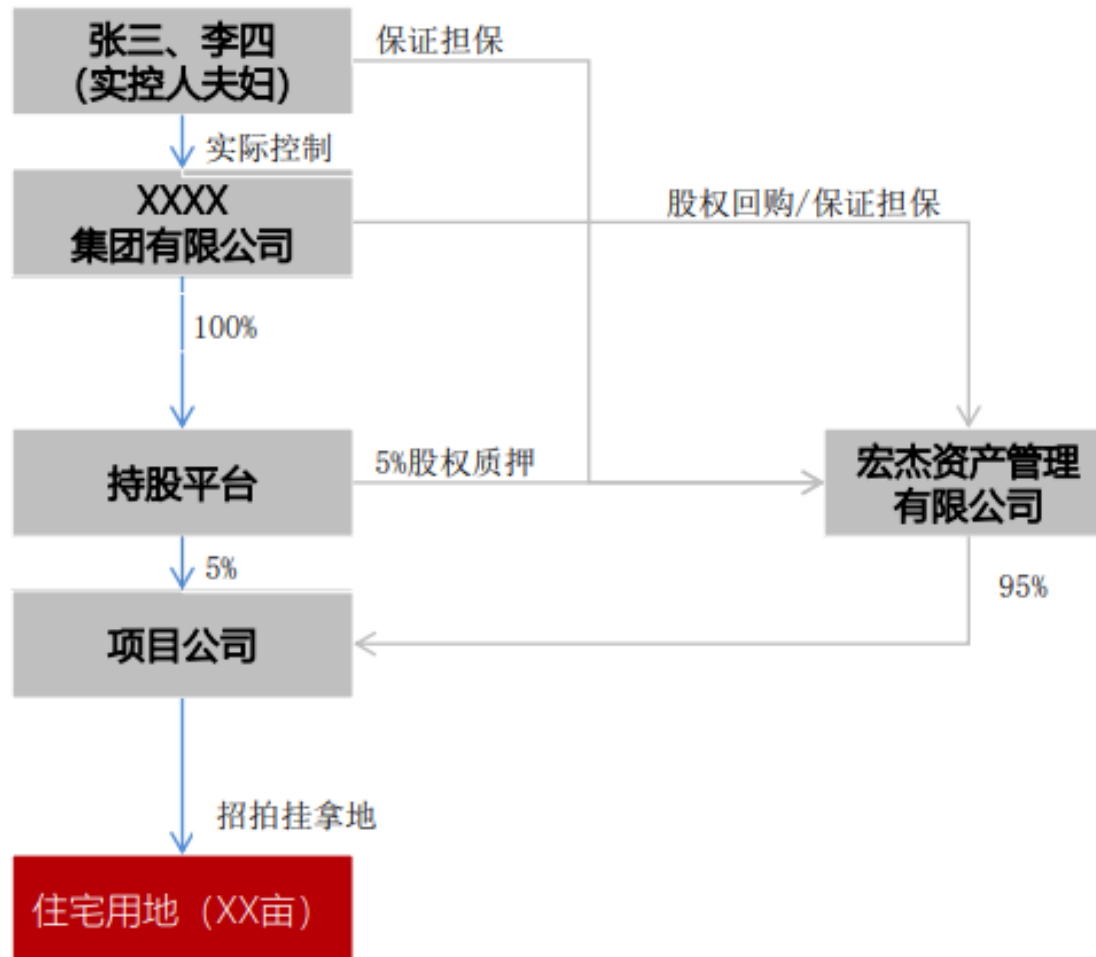 张三、李四
（实控人夫妇）
保证担保
实际控制
XXXX
集团有限公司
股权回购/保证担保
100%
持股平台
5%股权质押
宏杰资产管理
有限公司
5%
95%
项目公司
招拍挂拿地
住宅用地（XX亩）